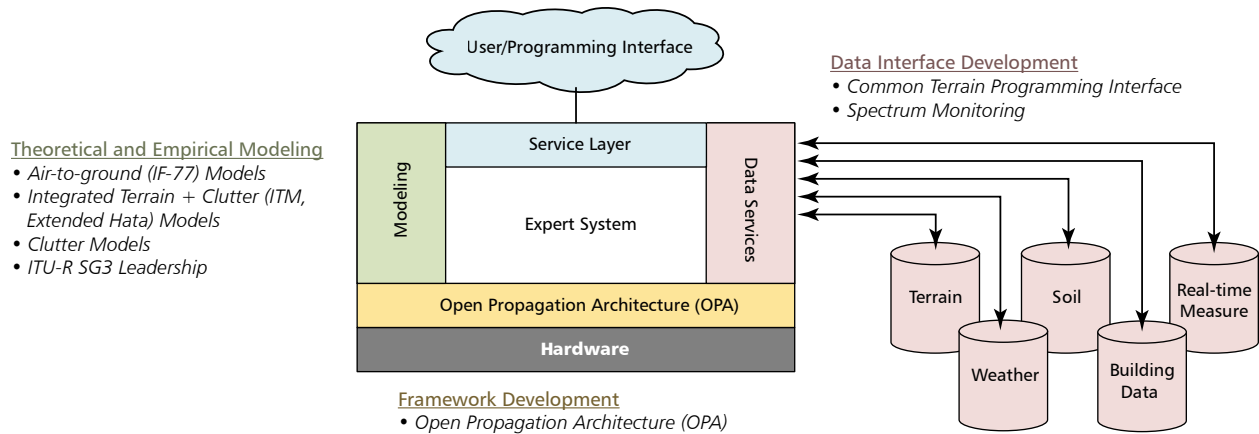 User/Programming Interface
Data Interface Development
• Common Terrain Programming Interface
• Spectrum Monitoring
Theoretical and Empirical Modeling
• Air-to-ground (IF-77) Models
• Integrated Terrain + Clutter (ITM,
Extended Hata) Models
• Clutter Models
• ITU-R SG3 Leadership
Modeling
Service Layer
Expert System
Data Services
Open Propagation Architecture (OPA)
Hardware
Framework Development
• Open Propagation Architecture (OPA)
Terrain
Soil
Real-time
Measure
Weather
Building
Data